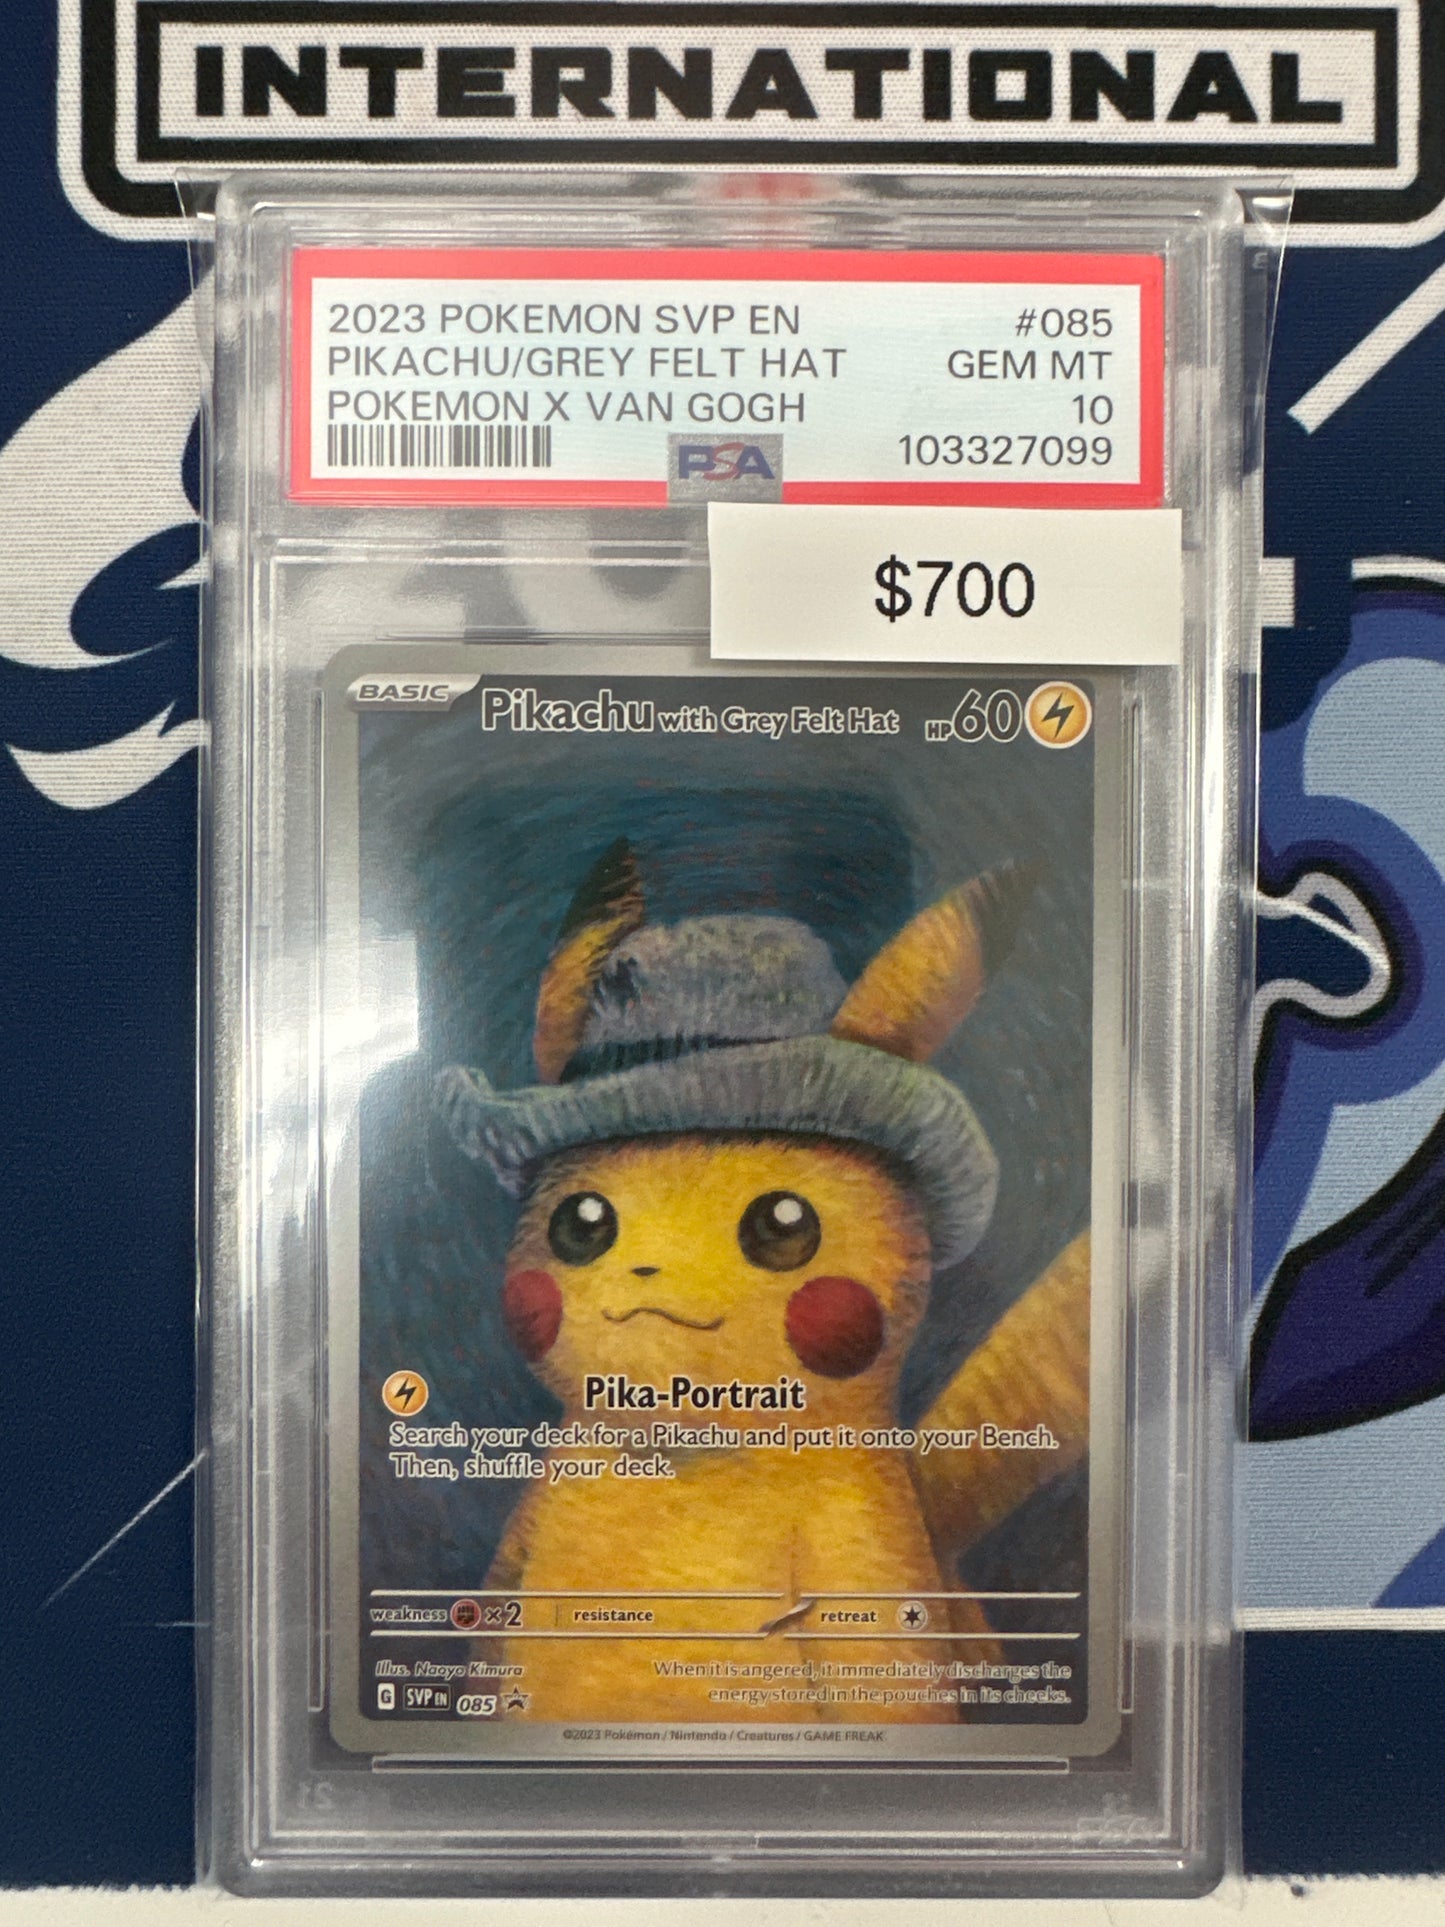 INTERNATIONAL
2023 POKEMON SVP EN #085
PIKACHU/GREY FELT HAT GEM MT
POKEMON X VAN GOGH 10
PSA 103327099
$700
BASIC Pikachu with Grey Felt Hat HP 60
Pika-Portrait
Search your deck for a Pikachu and put it onto your Bench.
Then, shuffle your deck.
weakness ×2 resistance retreat
Illus. Naoyo Kimura When it is angered, it immediately discharges the
G SVP EN 085 energy stored in the pouches in its cheeks.
©2023 Pokémon / Nintendo / Creatures / GAME FREAK